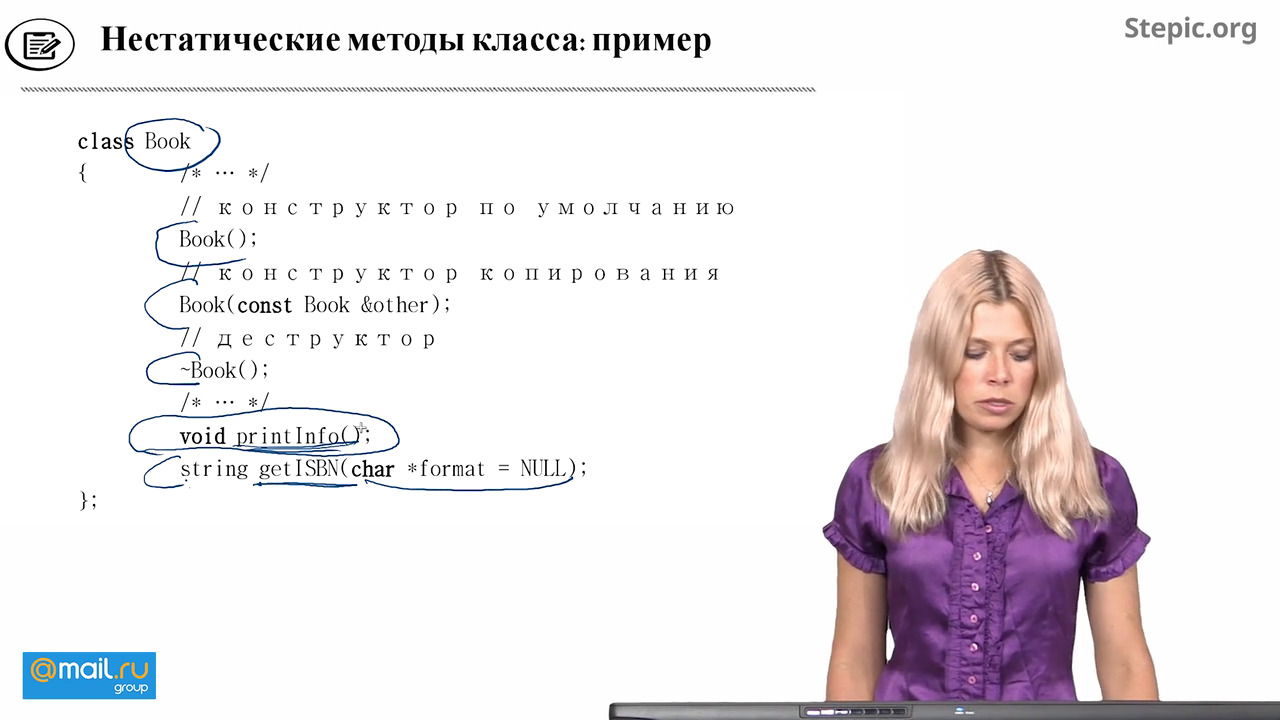 Нестатические методы класса: пример
Stepic.org
class Book
{ /* … */
// конструктор по умолчанию
Book();
// конструктор копирования
Book(const Book &other);
// деструктор
~Book();
/* … */
void printInfo();
string getISBN(char *format = NULL);
};
@mail.ru
group